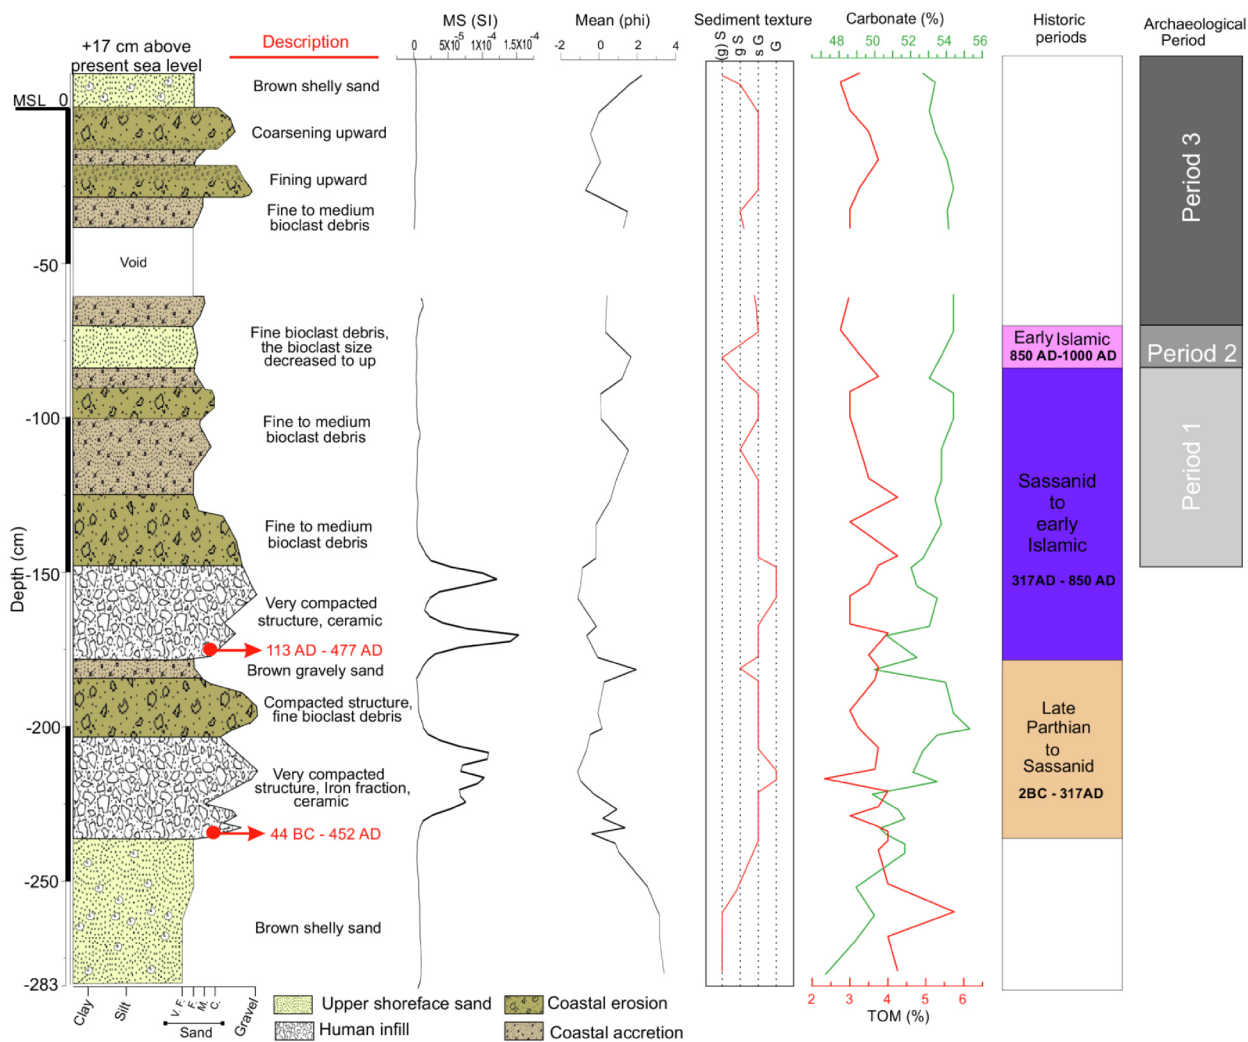 MS (SI)
5X10-5 1X10-4 1.5X10-4
Mean (phi)
-2 0 2 4
Sediment texture
(g) S
g S
s G
G
Carbonate (%)
48 50 52 53 56
Historic
periods
Archaeological
Period
+17 cm above
present sea level
Description
MSL 0
-50
-100
-150
-200
-250
-283
Depth (cm)
Brown shelly sand
Coarsening upward
Fining upward
Fine to medium
bioclast debris
Void
Fine bioclast debris,
the bioclast size
decreased to up
Fine to medium
bioclast debris
Fine to medium
bioclast debris
Very compacted
structure, ceramic
113 AD - 477 AD
Brown gravely sand
Compacted structure,
fine bioclast debris
Very compacted
structure, Iron fraction,
ceramic
44 BC - 452 AD
Brown shelly sand
Early Islamic
850 AD-1000 AD
Sassanid
to
early
Islamic
317AD - 850 AD
Late
Parthian
to
Sassanid
2BC - 317AD
Period 3
Period 2
Period 1
2 3 4 5 6
TOM (%)
Clay
Silt
V. F.
F.
M.
C.
Gravel
Sand
Upper shoreface sand
Coastal erosion
Human infill
Coastal accretion